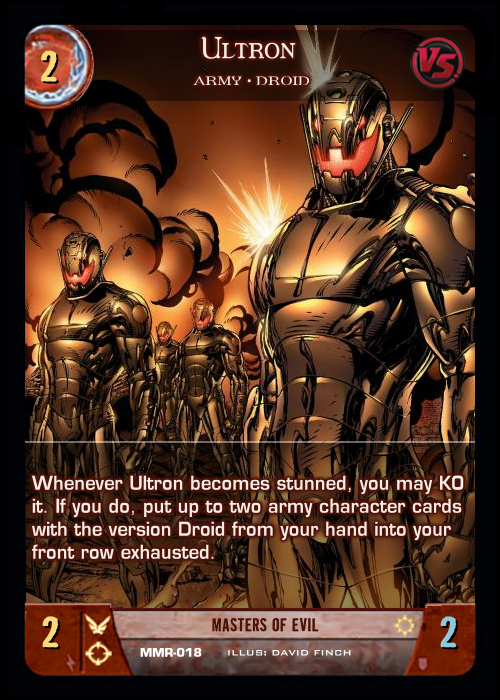 2
ULTRON
VS
ARMY • DROID
Whenever Ultron becomes stunned, you may KO
it. If you do, put up to two army character cards
with the version Droid from your hand into your
front row exhausted.
2
MASTERS OF EVIL
2
MMR-018 ILLUS: DAVID FINCH